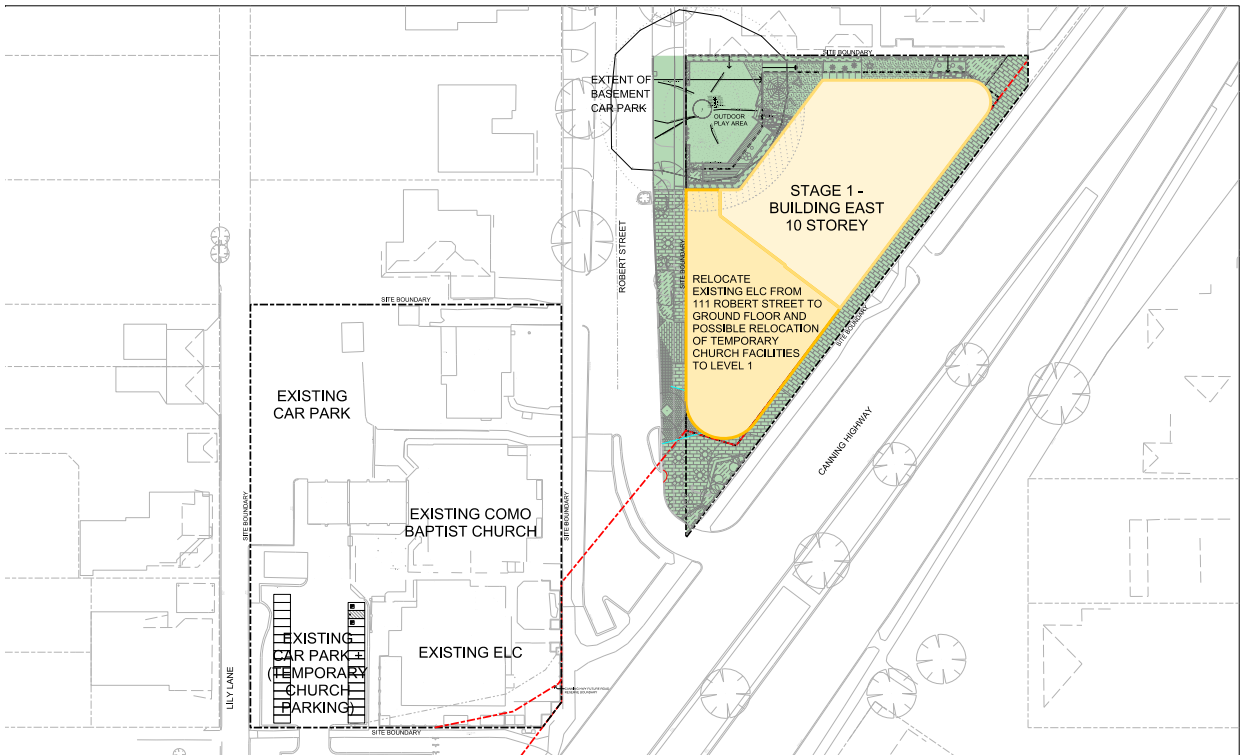 SITE BOUNDARY
EXTENT OF
BASEMENT
CAR PARK
OUTDOOR
PLAY AREA
STAGE 1 -
BUILDING EAST
10 STOREY
ROBERT STREET
SITE BOUNDARY
RELOCATE
EXISTING ELC FROM
111 ROBERT STREET TO
GROUND FLOOR AND
POSSIBLE RELOCATION
OF TEMPORARY
CHURCH FACILITIES
TO LEVEL 1
SITE BOUNDARY
SITE BOUNDARY
EXISTING
CAR PARK
CANNING HIGHWAY
SITE BOUNDARY
EXISTING COMO
BAPTIST CHURCH
SITE BOUNDARY
EXISTING
CAR PARK +
(TEMPORARY
CHURCH
PARKING)
EXISTING ELC
LILY LANE
SITE BOUNDARY